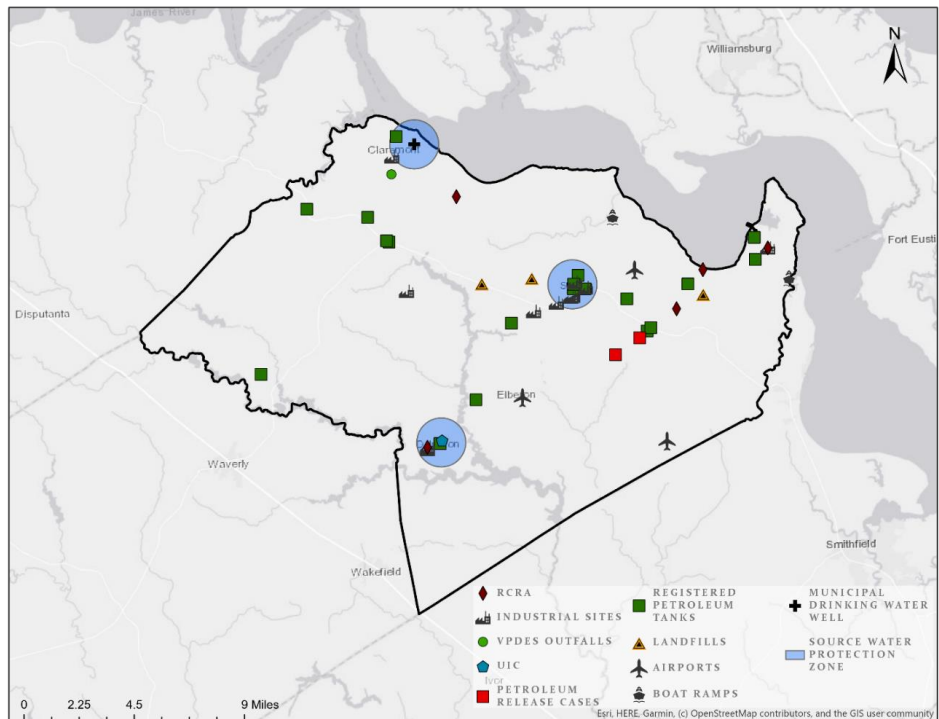 James River
Williamsburg
N
Claremont
Fort Eusti
Disputanta
Elberon
Waverly
Smithfield
Wakefield
Ivor
RCRA
INDUSTRIAL SITES
VPDES OUTFALLS
UIC
PETROLEUM
RELEASE CASES
REGISTERED
PETROLEUM
TANKS
LANDFILLS
AIRPORTS
BOAT RAMPS
MUNICIPAL
DRINKING WATER
WELL
SOURCE WATER
PROTECTION
ZONE
0 2.25 4.5 9 Miles
Esri, HERE, Garmin, (c) OpenStreetMap contributors, and the GIS user community